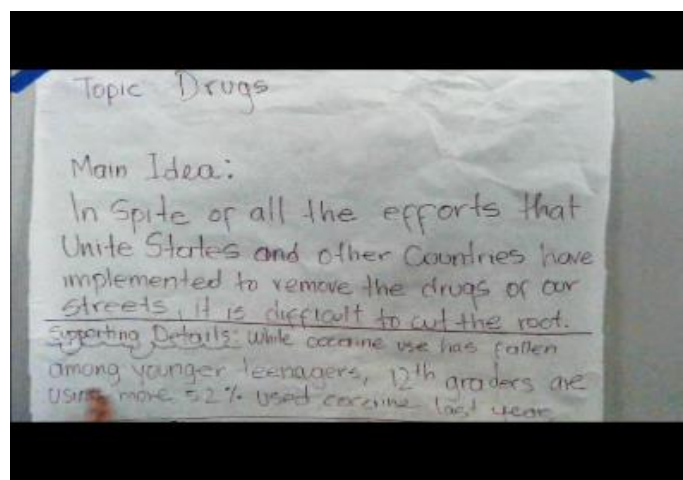 Topic Drugs
Main Idea:
In Spite of all the efforts that
Unite States and other Countries have
implemented to remove the drugs of our
streets, it is difficult to cut the root.
Supporting Details: While cocaine use has fallen
among younger teenagers, 12th graders are
using more 52% used cocaine last year